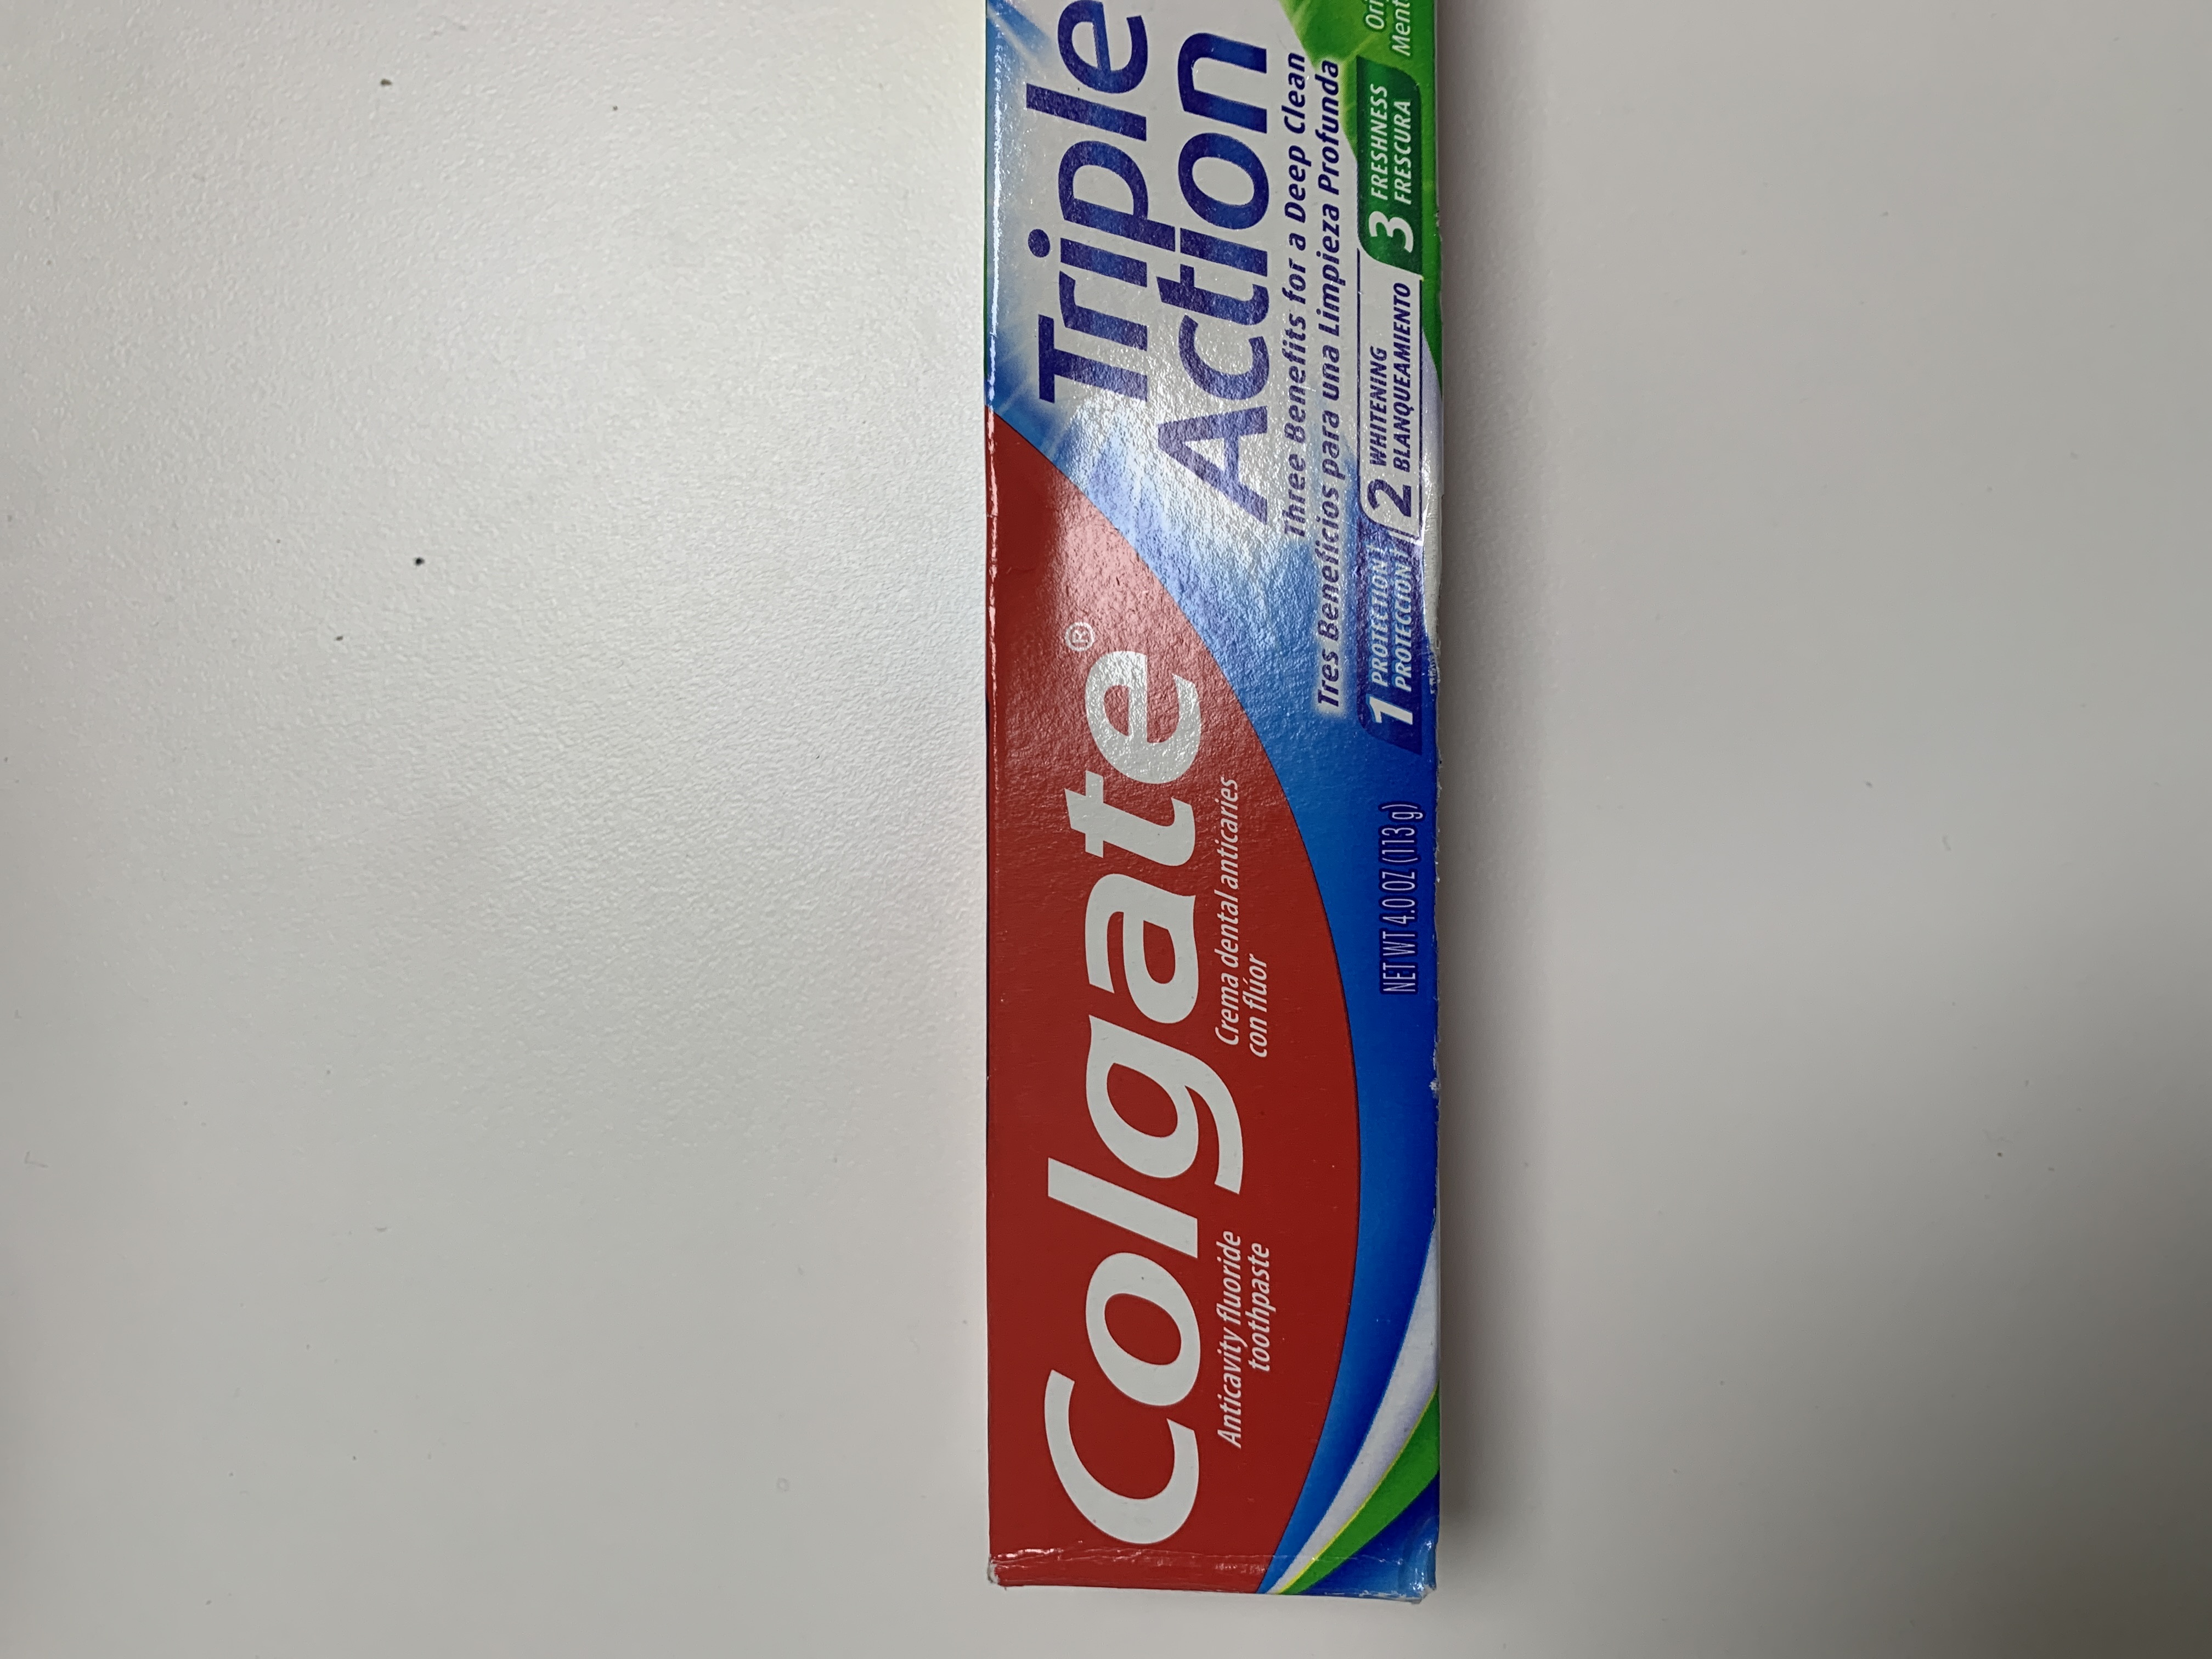 Colgate®
Anticavity fluoride
toothpaste
Crema dental anticaries
con flúor
Triple
Action
Three Benefits for a Deep Clean
Tres Beneficios para una Limpieza Profunda
1 PROTECTION
PROTECCIÓN
2 WHITENING
BLANQUEAMIENTO
3 FRESHNESS
FRESCURA
NET WT 4.0 OZ (113 g)